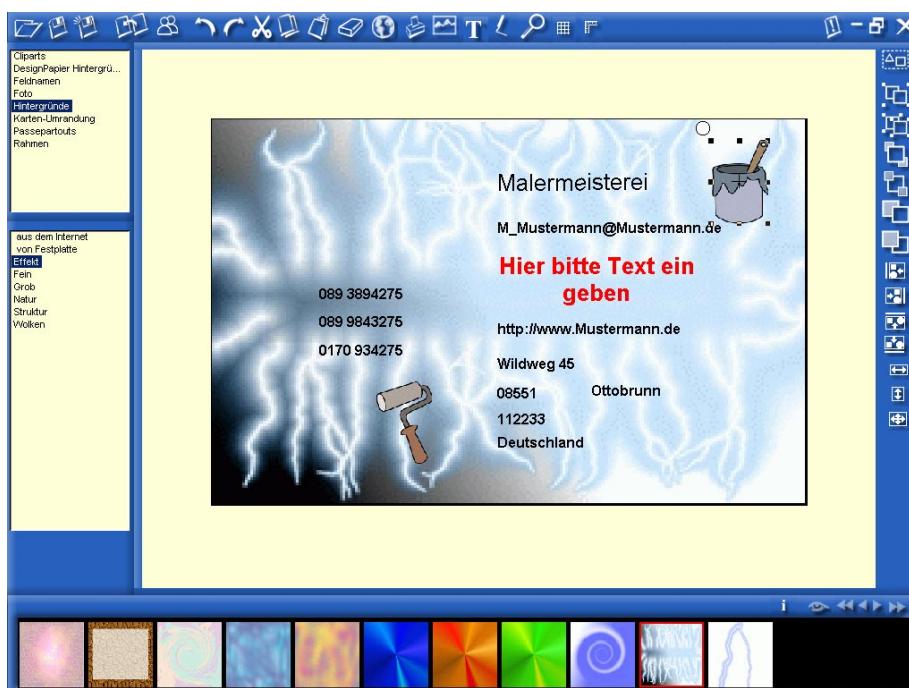 T
Cliparts
DesignPapier Hintergrü...
Feldnamen
Foto
Hintergründe
Karten-Umrandung
Passepartouts
Rahmen
aus dem Internet
von Festplatte
Effekt
Fein
Grob
Natur
Struktur
Wolken
Malermeisterei
M_Mustermann@Mustermann.de
Hier bitte Text ein
geben
089 3894275
089 9843275
0170 934275
http://www.Mustermann.de
Wildweg 45
08551 Ottobrunn
112233
Deutschland
i